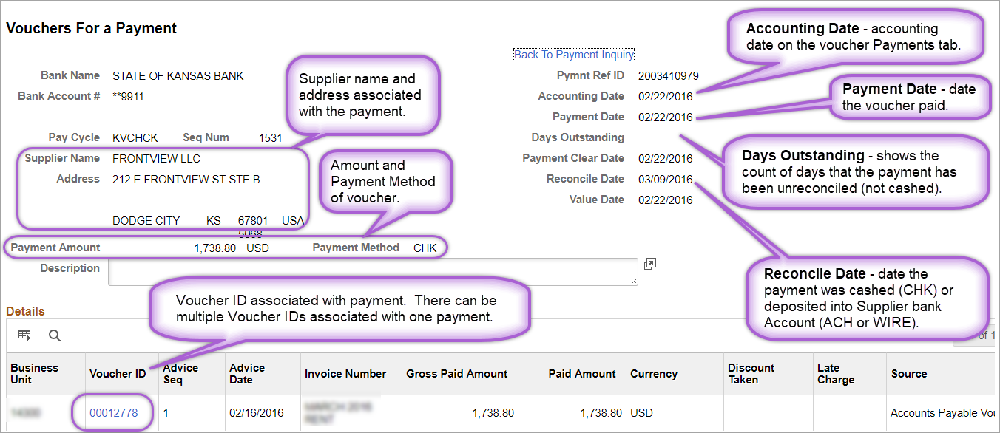 Vouchers For a Payment
Back To Payment Inquiry
Bank Name STATE OF KANSAS BANK
Bank Account # **9911
Pay Cycle KVCHCK Seq Num 1531
Supplier Name FRONTVIEW LLC
Address 212 E FRONTVIEW ST STE B
DODGE CITY KS 67801- USA
5068
Payment Amount 1,738.80 USD Payment Method CHK
Description
Pymnt Ref ID 2003410979
Accounting Date 02/22/2016
Payment Date 02/22/2016
Days Outstanding
Payment Clear Date 02/22/2016
Reconcile Date 03/09/2016
Value Date 02/22/2016
Supplier name and
address associated
with the payment.
Amount and
Payment Method
of voucher.
Accounting Date - accounting
date on the voucher Payments tab.
Payment Date - date
the voucher paid.
Days Outstanding - shows the
count of days that the payment has
been unreconciled (not cashed).
Reconcile Date - date the
payment was cashed (CHK) or
deposited into Supplier bank
Account (ACH or WIRE).
Voucher ID associated with payment. There can be
multiple Voucher IDs associated with one payment.
Details
of 1
Business
Unit
Voucher ID
Advice
Seq
Advice
Date
Invoice Number
Gross Paid Amount
Paid Amount
Currency
Discount
Taken
Late
Charge
Source
14300 00012778 1 02/16/2016 MARCH 2016 1,738.80 1,738.80 USD Accounts Payable Vou
RENT